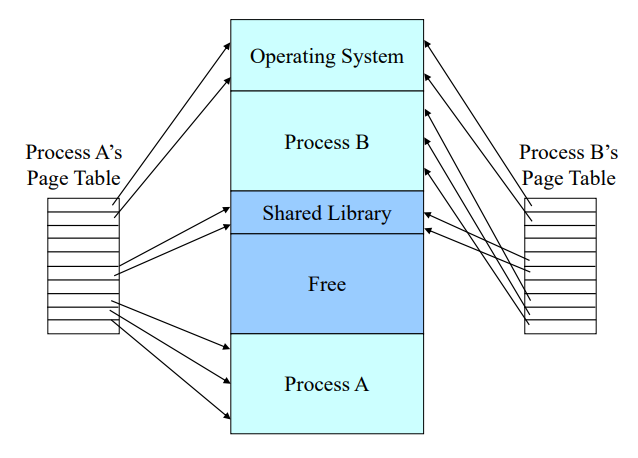 Operating System
Process B
Process A’s
Page Table
Process B’s
Page Table
Shared Library
Free
Process A